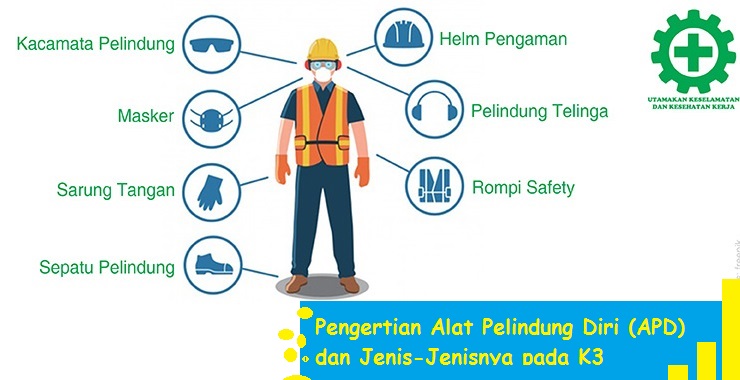 Kacamata Pelindung
Helm Pengaman
Masker
Pelindung Telinga
Sarung Tangan
Rompi Safety
Sepatu Pelindung
UTAMAKAN KESELAMATAN
DAN KESEHATAN KERJA
freepik
Pengertian Alat Pelindung Diri (APD)
dan Jenis-Jenisnya pada K3